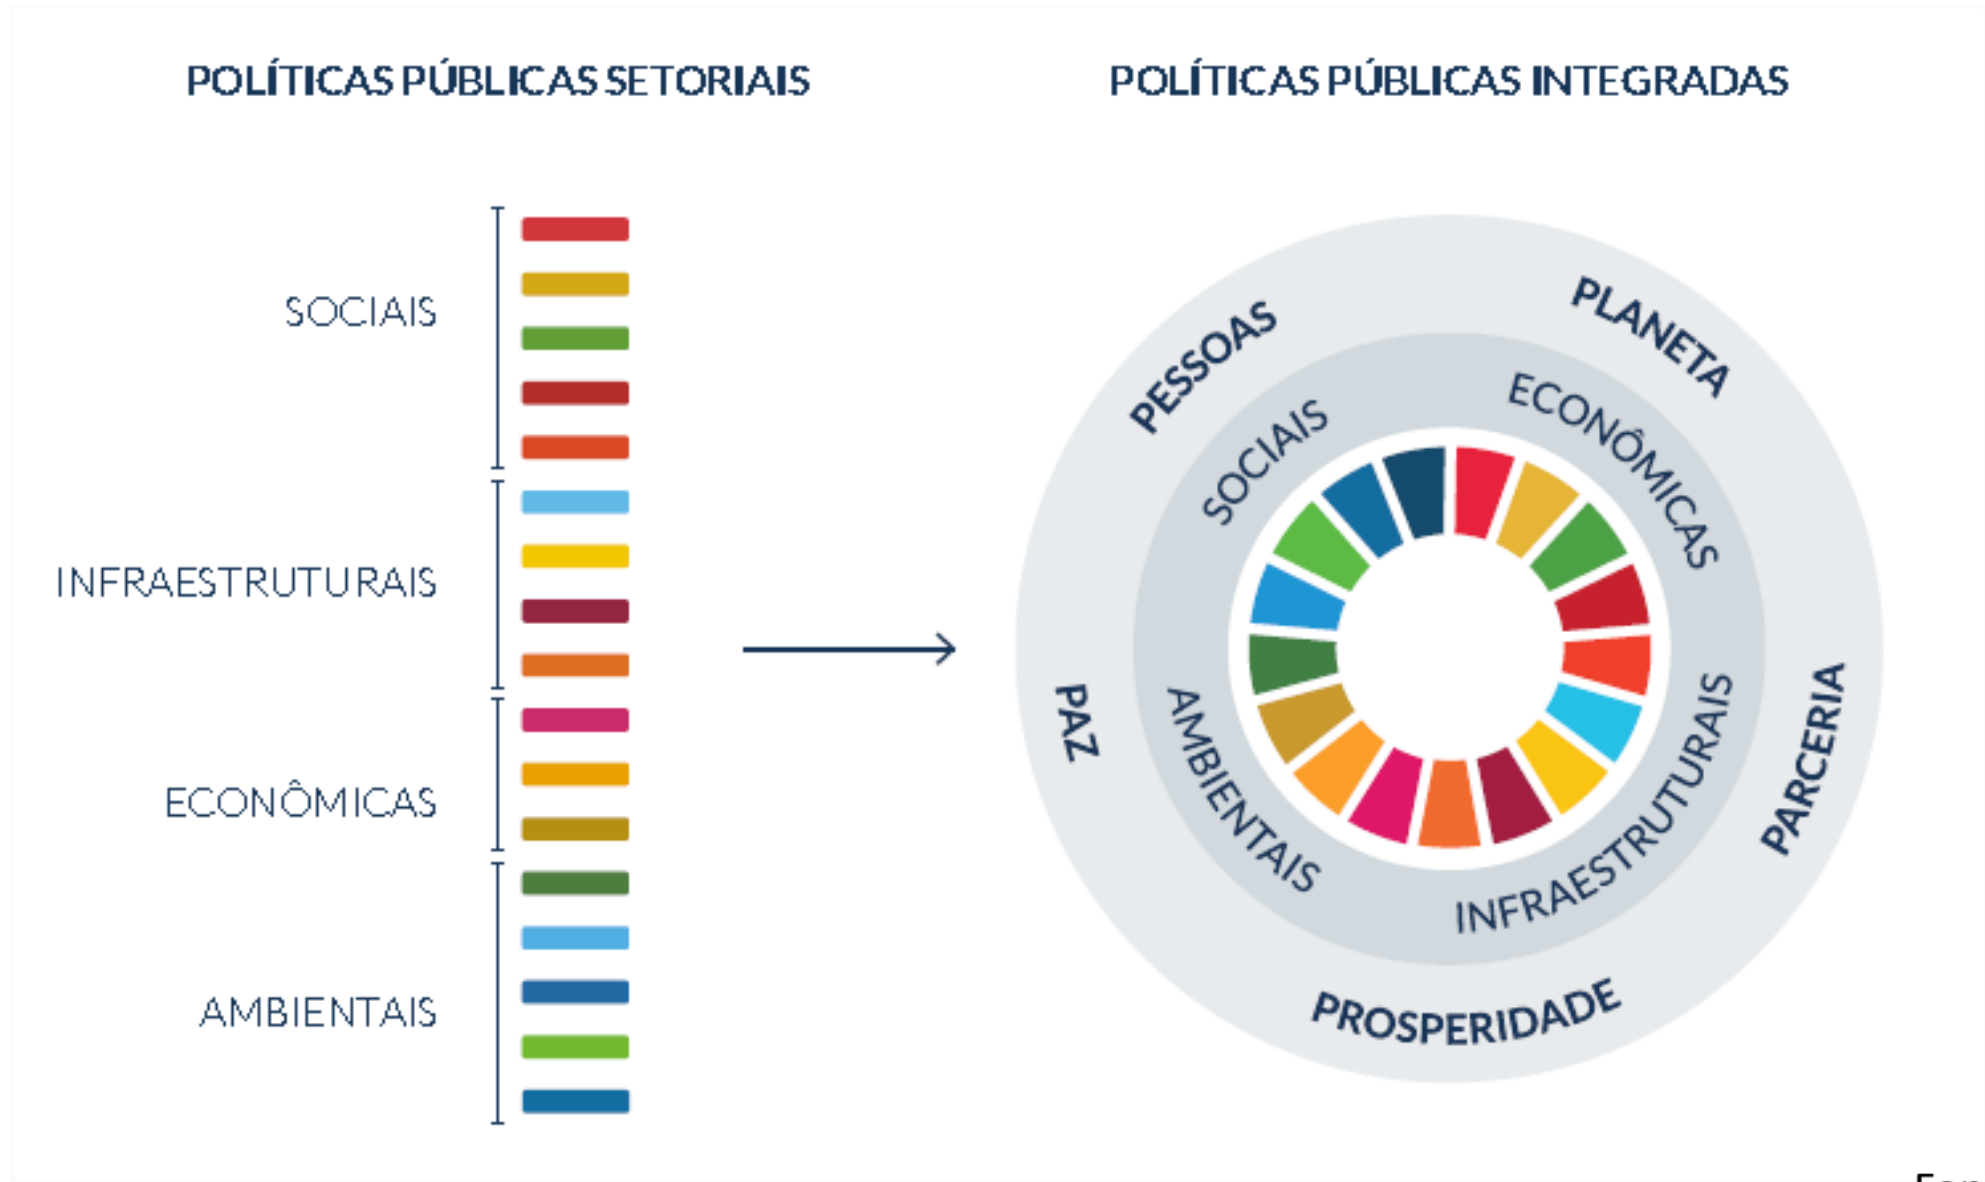 POLÍTICAS PÚBLICAS SETORIAIS
SOCIAIS
INFRAESTRUTURAIS
ECONÔMICAS
AMBIENTAIS
POLÍTICAS PÚBLICAS INTEGRADAS
PESSOAS
PLANETA
PARCERIA
PROSPERIDADE
PAZ
SOCIAIS
ECONÔMICAS
INFRAESTRUTURAIS
AMBIENTAIS